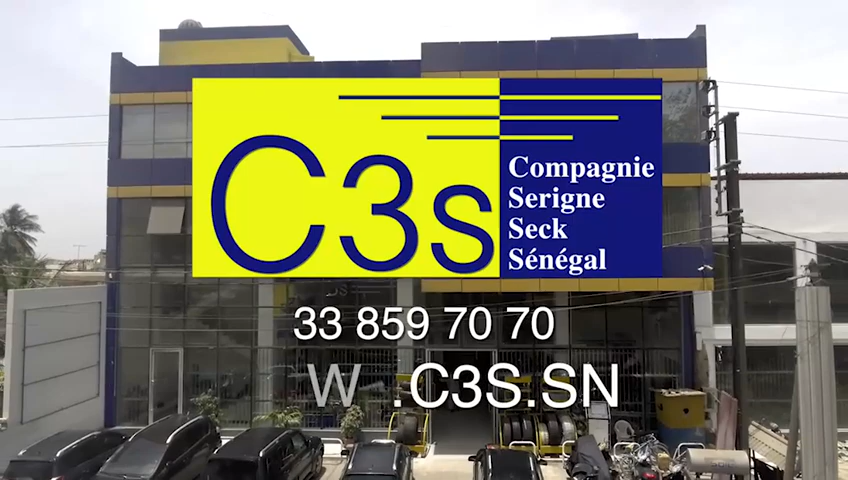 C3s
Compagnie
Serigne
Seck
Sénégal
33 859 70 70
W .C3S.SN